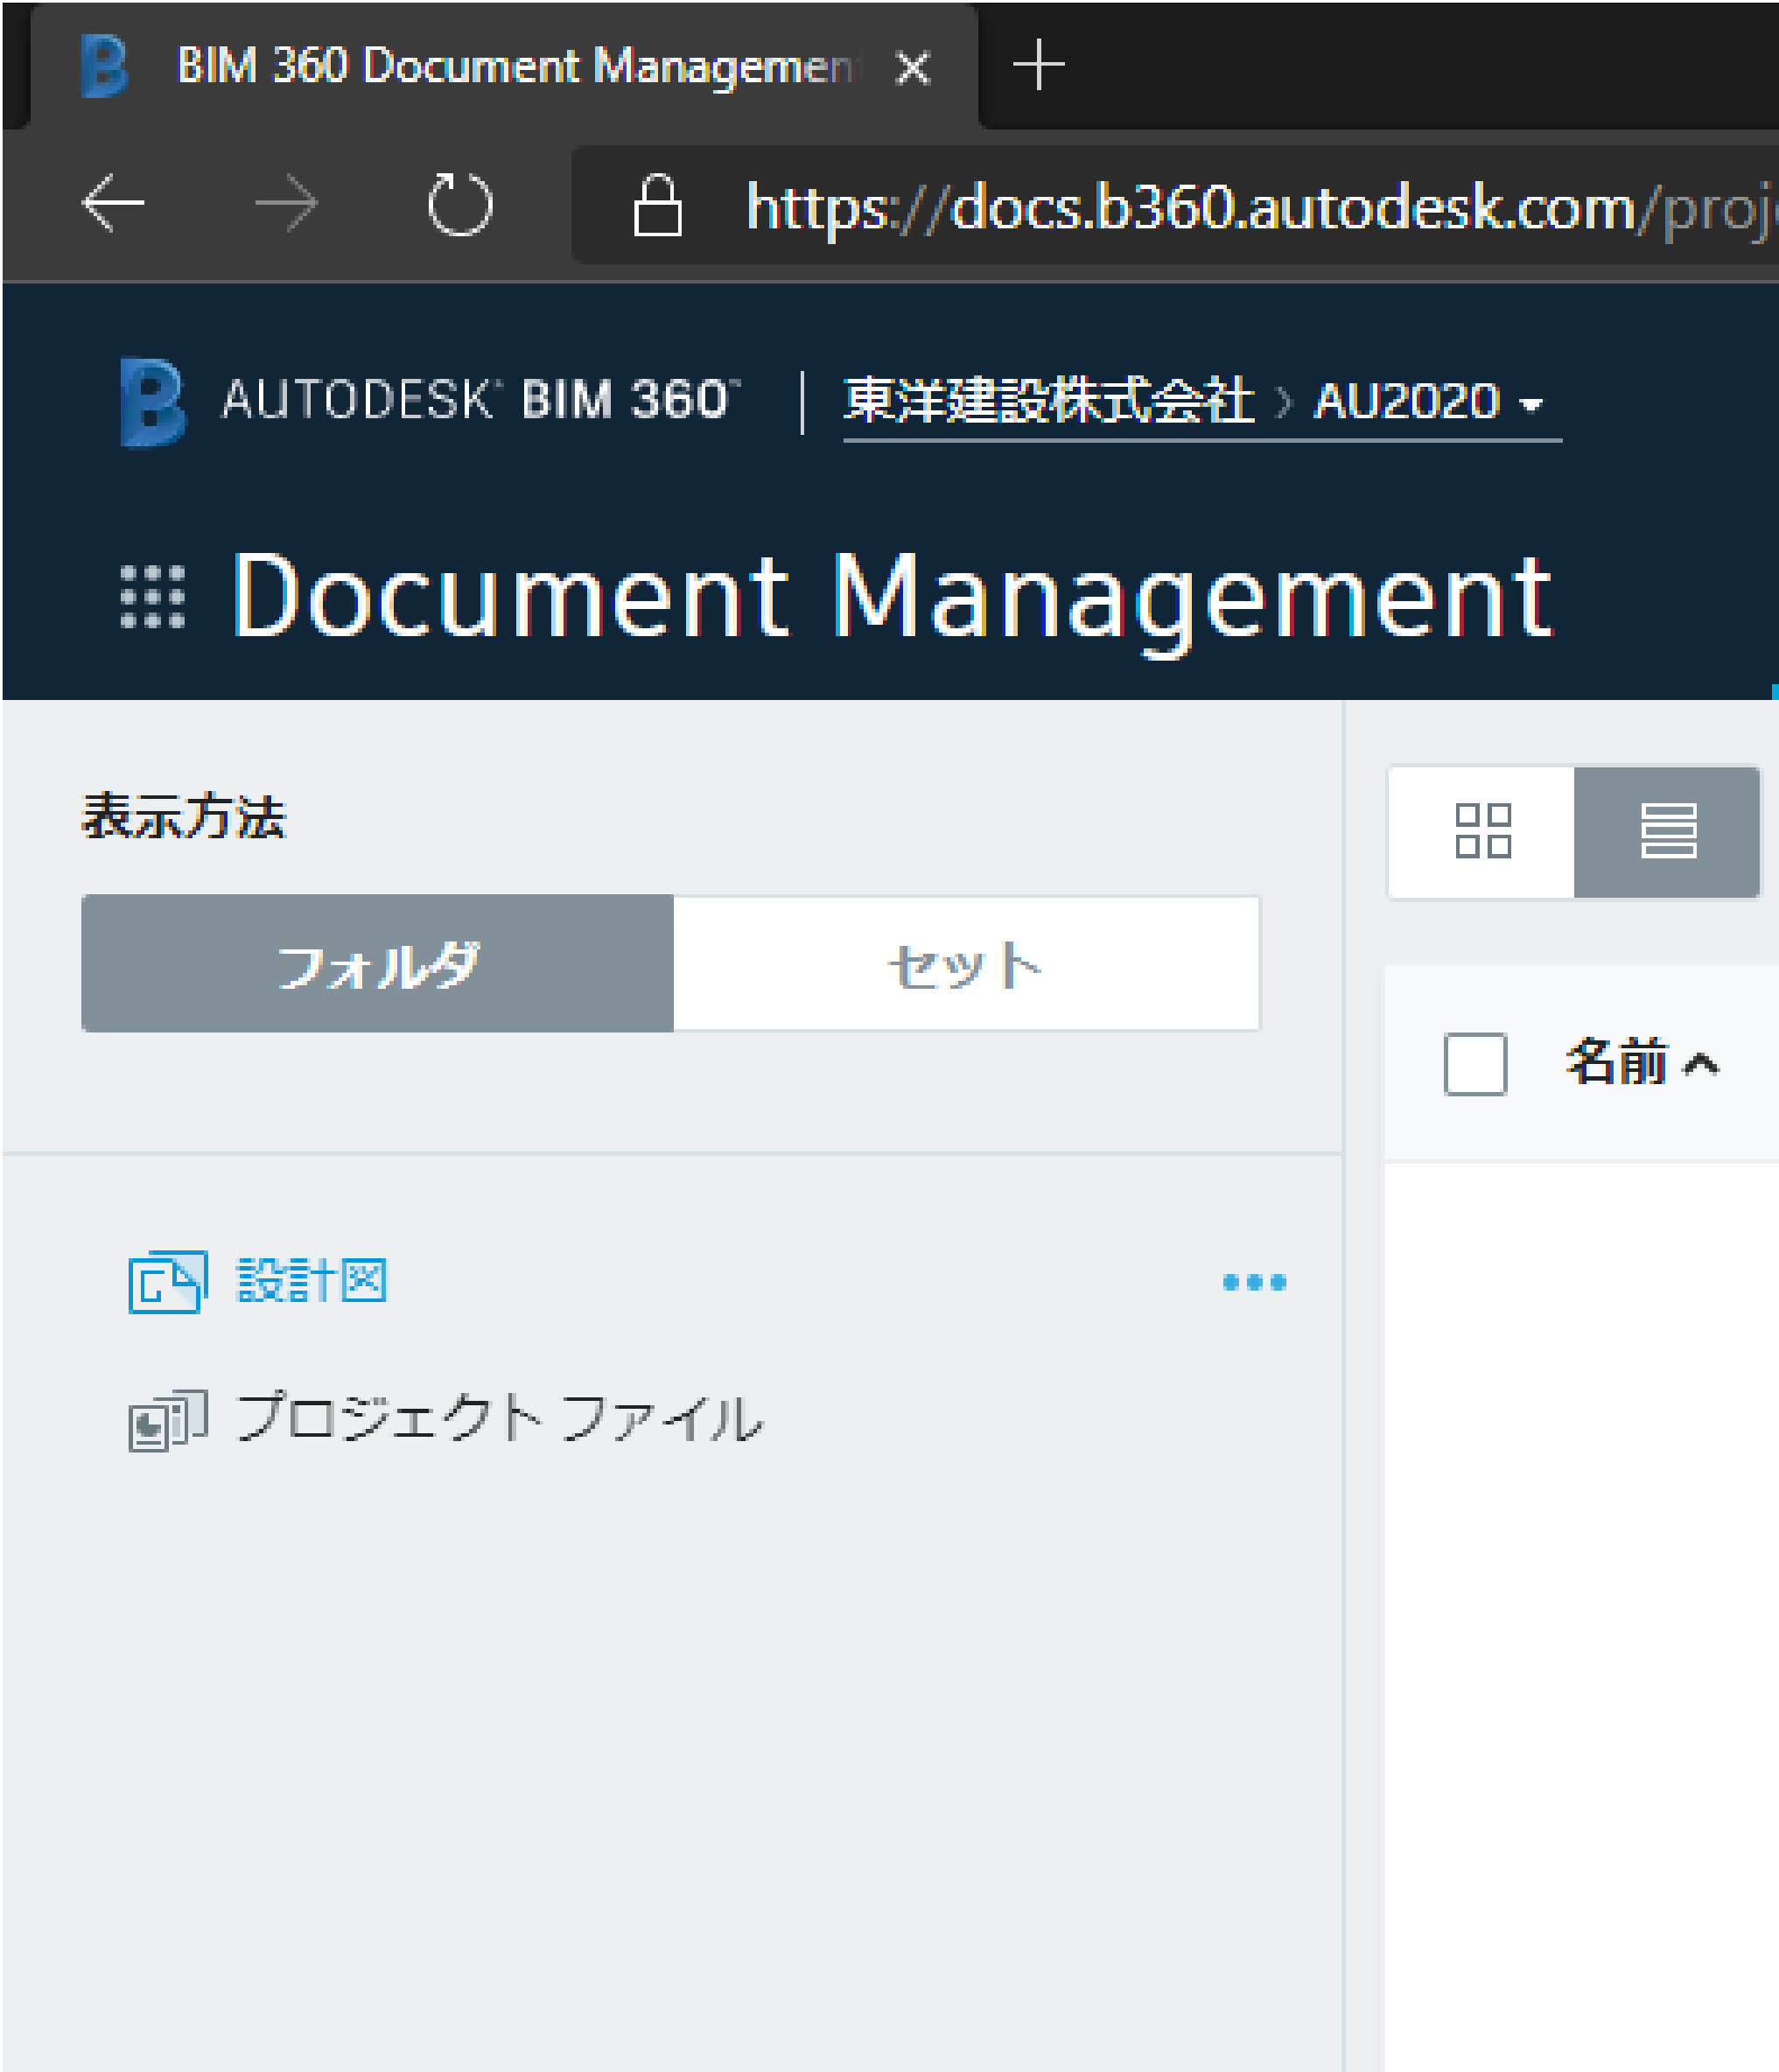 BIM 360 Document Managemen
https://docs.b360.autodesk.com/proj
AUTODESK® BIM 360™ 東洋建設株式会社 > AU2020
Document Management
表示方法
フォルダ セット
名前
設計図
プロジェクト ファイル